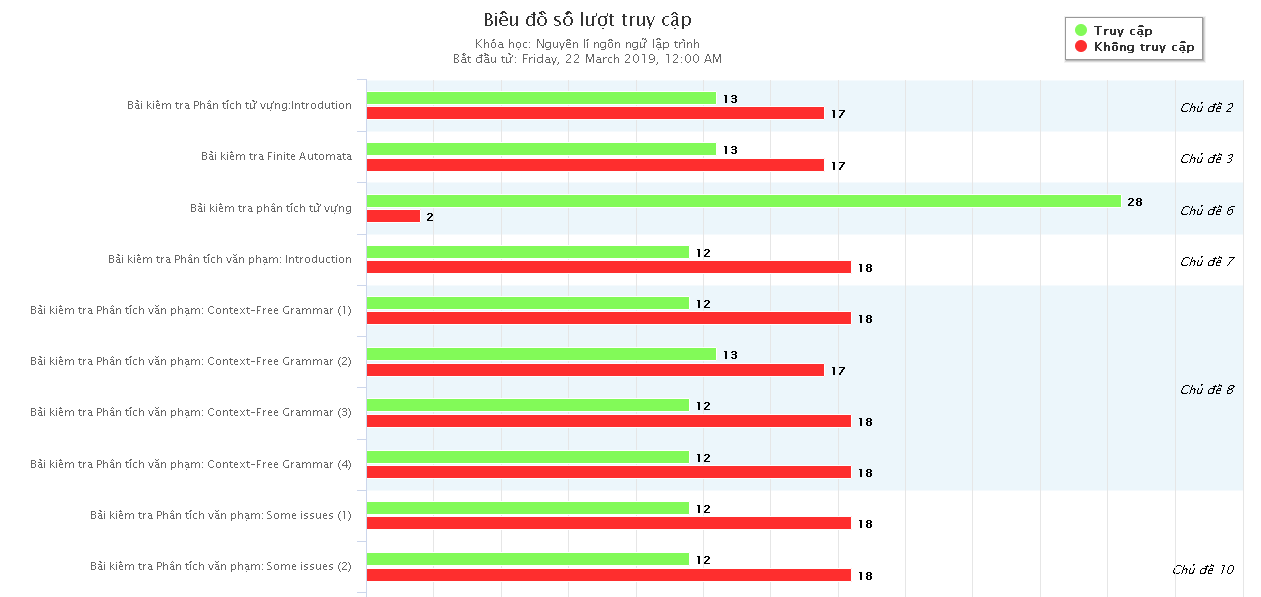 Biểu đồ số lượt truy cập
Khóa học: Nguyên lí ngôn ngữ lập trình
Bắt đầu từ: Friday, 22 March 2019, 12:00 AM
Truy cập
Không truy cập
Bài kiểm tra Phân tích từ vựng:Introdution
13
17
Chủ đề 2
Bài kiểm tra Finite Automata
13
17
Chủ đề 3
Bài kiểm tra phân tích từ vựng
28
2
Chủ đề 6
Bài kiểm tra Phân tích văn phạm: Introduction
12
18
Chủ đề 7
Bài kiểm tra Phân tích văn phạm: Context-Free Grammar (1)
12
18
Bài kiểm tra Phân tích văn phạm: Context-Free Grammar (2)
13
17
Chủ đề 8
Bài kiểm tra Phân tích văn phạm: Context-Free Grammar (3)
12
18
Bài kiểm tra Phân tích văn phạm: Context-Free Grammar (4)
12
18
Bài kiểm tra Phân tích văn phạm: Some issues (1)
12
18
Bài kiểm tra Phân tích văn phạm: Some issues (2)
12
18
Chủ đề 10